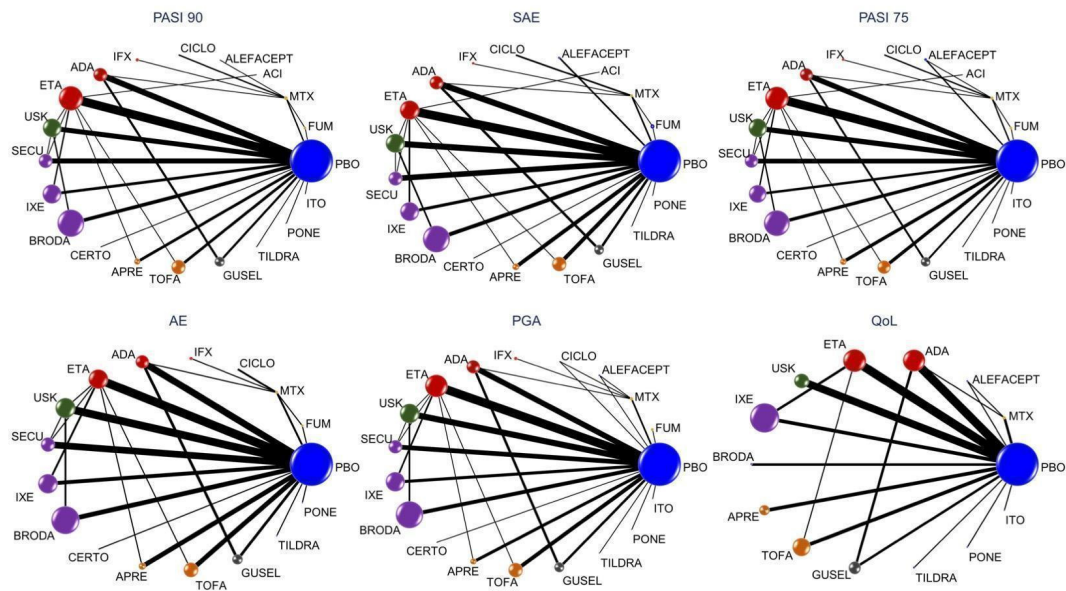 PASI 90
IFX
CICLO
ALEFACEPT
ADA
ACI
ETA
MTX
USK
FUM
SECU
PBO
IXE
ITO
BRODA
PONE
CERTO
TILDRA
APRE
TOFA
GUSEL
SAE
CICLO
IFX
ALEFACEPT
ADA
ACI
ETA
MTX
USK
FUM
SECU
PBO
IXE
PONE
BRODA
TILDRA
CERTO
GUSEL
APRE
TOFA
PASI 75
IFX
CICLO
ALEFACEPT
ADA
ACI
ETA
MTX
USK
FUM
SECU
PBO
IXE
ITO
BRODA
PONE
CERTO
TILDRA
APRE
GUSEL
TOFA
AE
IFX
ADA
CICLO
ETA
MTX
USK
FUM
SECU
PBO
IXE
PONE
BRODA
TILDRA
CERTO
GUSEL
APRE
TOFA
PGA
IFX
CICLO
ADA
ALEFACEPT
ETA
MTX
USK
FUM
SECU
PBO
IXE
ITO
BRODA
PONE
CERTO
TILDRA
APRE
GUSEL
TOFA
QoL
ETA
ADA
USK
ALEFACEPT
IXE
MTX
BRODA
PBO
APRE
ITO
TOFA
PONE
GUSEL
TILDRA